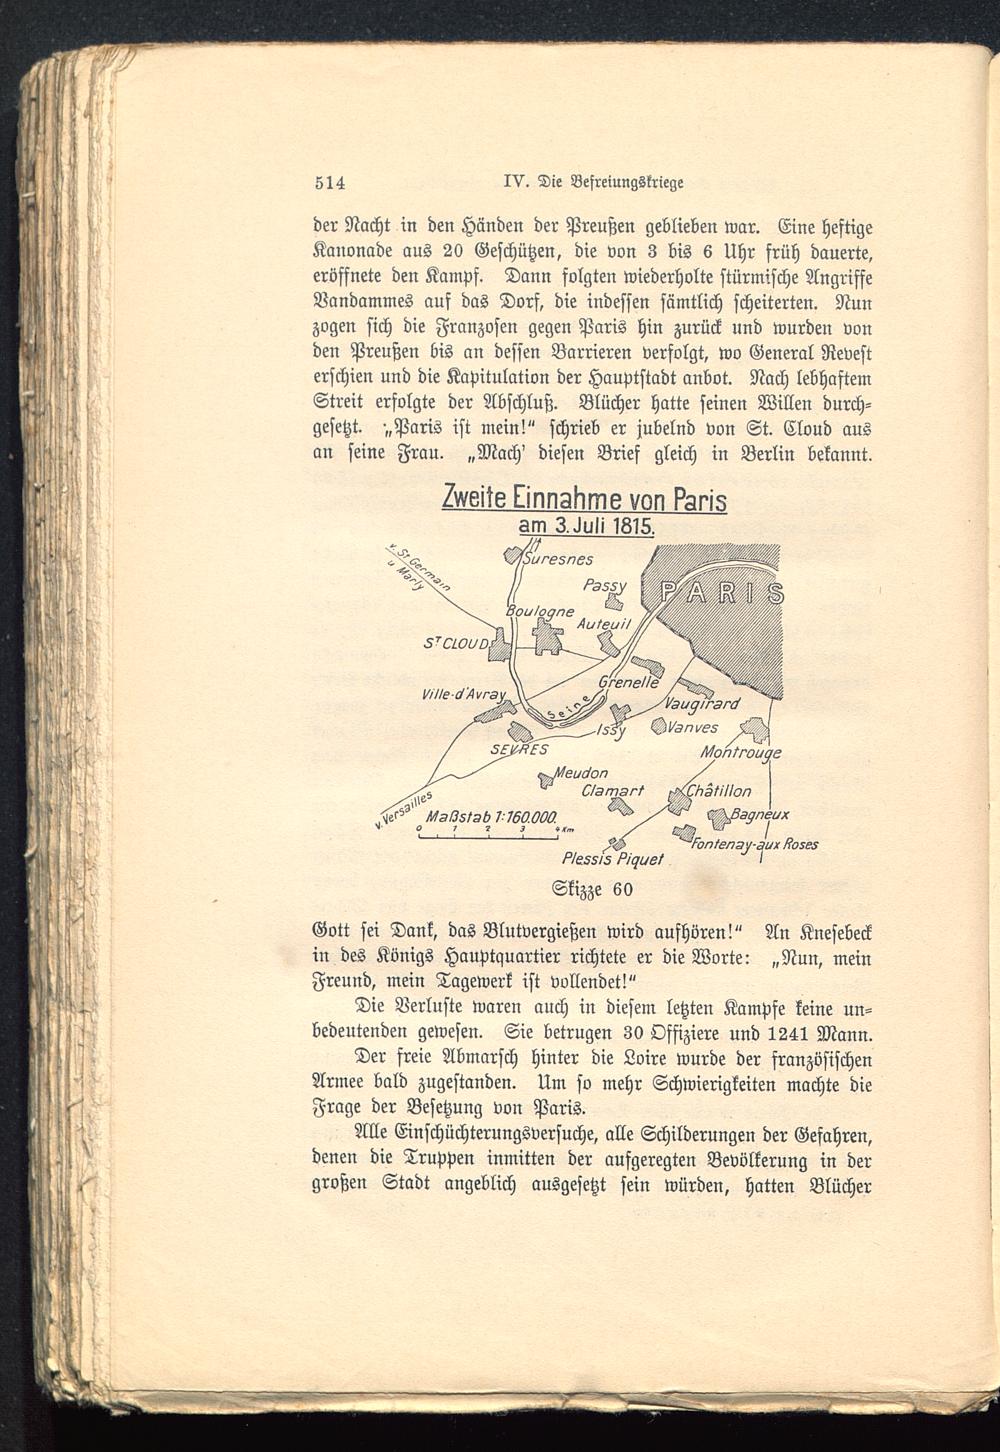 514
IV. Die Befreiungskriege
der Nacht in den Händen der Preußen geblieben war. Eine heftige
Kanonade aus 20 Geschützen, die von 3 bis 6 Uhr früh dauerte,
eröffnete den Kampf. Dann folgten wiederholte stürmische Angriffe
Vandammes auf das Dorf, die indessen sämtlich scheiterten. Nun
zogen sich die Franzosen gegen Paris hin zurück und wurden von
den Preußen bis an dessen Barrieren verfolgt, wo General Revest
erschien und die Kapitulation der Hauptstadt anbot. Nach lebhaftem
Streit erfolgte der Abschluß. Blücher hatte seinen Willen durch-
gesetzt. „Paris ist mein!“ schrieb er jubelnd von St. Cloud aus
an seine Frau. „Mach’ diesen Brief gleich in Berlin bekannt.
Zweite Einnahme von Paris
am 3. Juli 1815.
v. St. Germain
u Marly
Suresnes
Passy
PARIS
Boulogne
Auteuil
ST CLOUD
Grenelle
Ville-d'Avray
Vaugirard
Seine
Issy
Vanves
SEVRES
Montrouge
Meudon
Clamart
Châtillon
v. Versailles
Maßstab 1:160.000.
0 1 2 3 4 Km
Bagneux
Fontenay-aux Roses
Plessis Piquet
Skizze 60
Gott sei Dank, das Blutvergießen wird aufhören!“ An Knesebeck
in des Königs Hauptquartier richtete er die Worte: „Nun, mein
Freund, mein Tagewerk ist vollendet!“
Die Verluste waren auch in diesem letzten Kampfe keine un-
bedeutenden gewesen. Sie betrugen 30 Offiziere und 1241 Mann.
Der freie Abmarsch hinter die Loire wurde der französischen
Armee bald zugestanden. Um so mehr Schwierigkeiten machte die
Frage der Besetzung von Paris.
Alle Einschüchterungsversuche, alle Schilderungen der Gefahren,
denen die Truppen inmitten der aufgeregten Bevölkerung in der
großen Stadt angeblich ausgesetzt sein würden, hatten Blücher